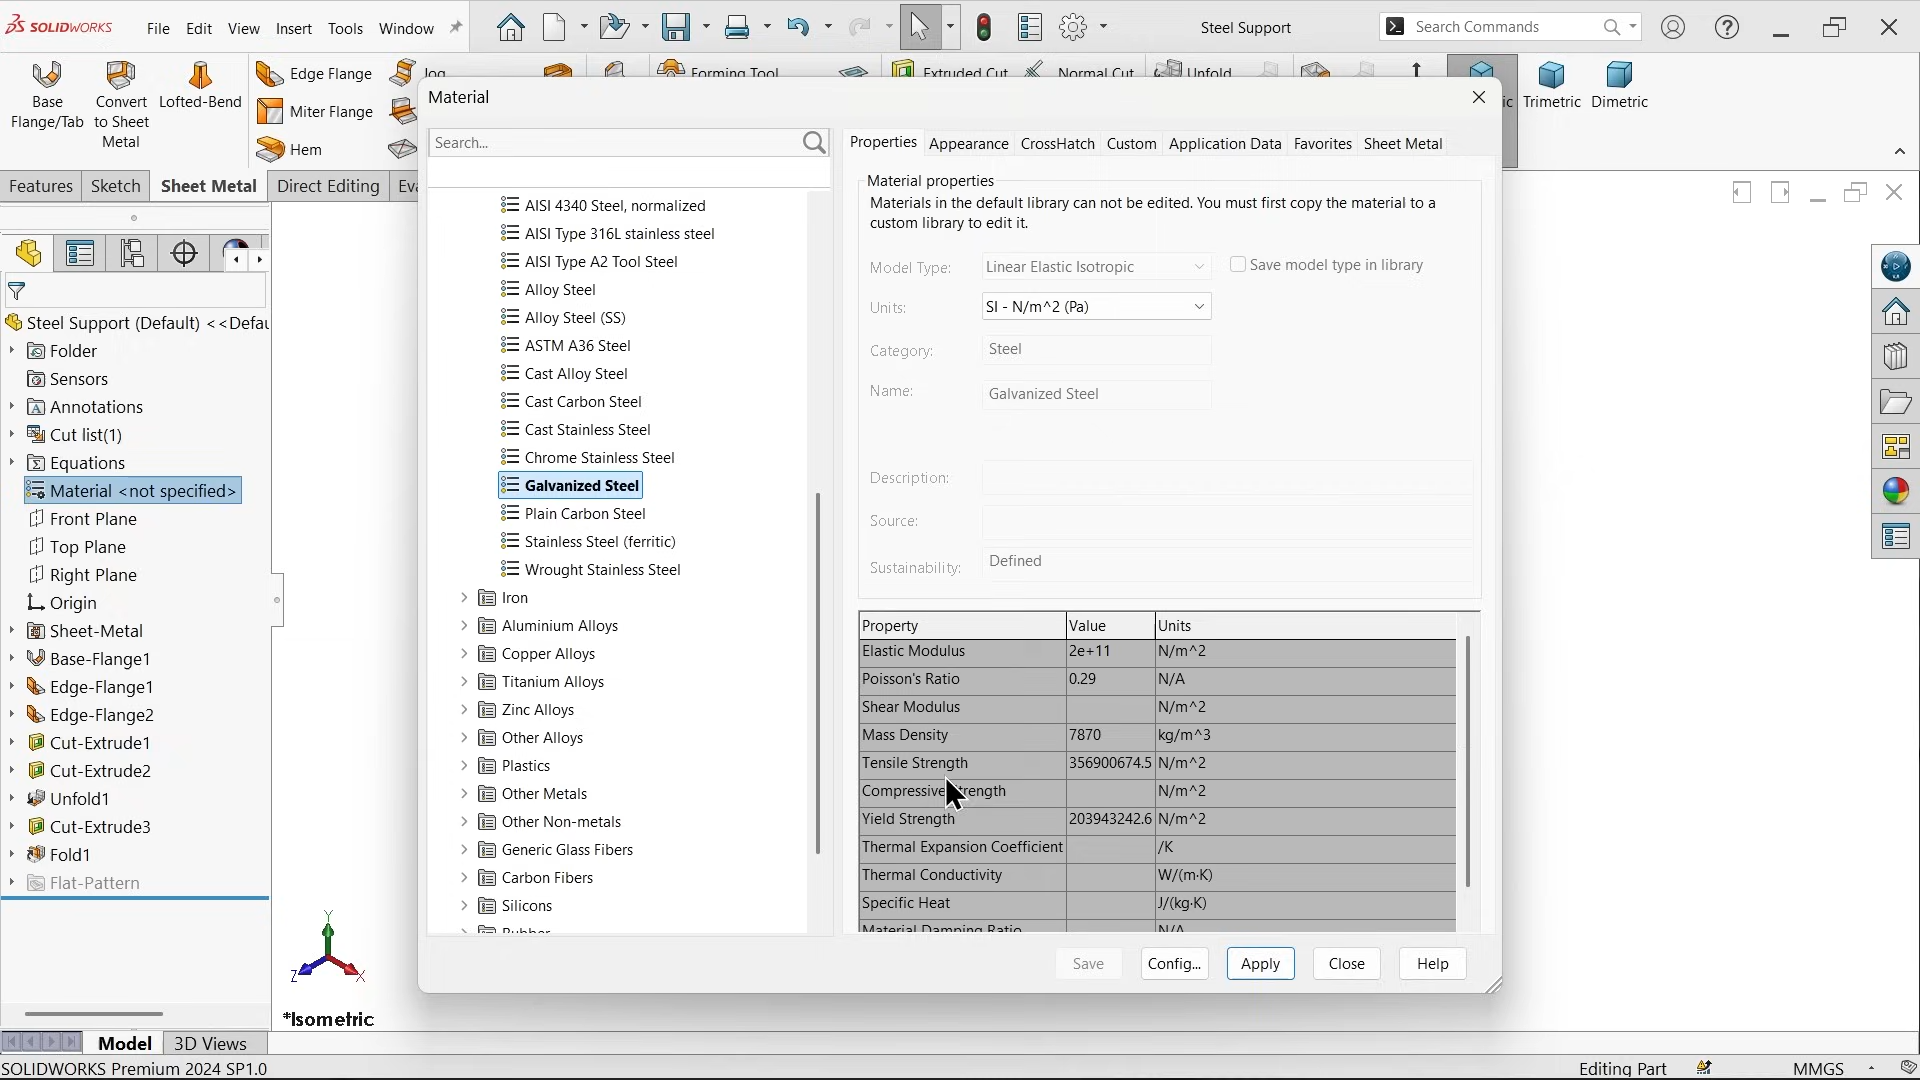 SOLIDWORKS File Edit View Insert Tools Window Steel Support Search Commands
Base Flange/Tab
Convert to Sheet Metal
Lofted-Bend
Edge Flange
Miter Flange
Hem
Jog
Forming Tool
Extruded Cut
Normal Cut
Unfold
Trimetric
Dimetric
Features Sketch Sheet Metal Direct Editing
Steel Support (Default) <<Defau
Folder
Sensors
Annotations
Cut list(1)
Equations
Material <not specified>
Front Plane
Top Plane
Right Plane
Origin
Sheet-Metal
Base-Flange1
Edge-Flange1
Edge-Flange2
Cut-Extrude1
Cut-Extrude2
Unfold1
Cut-Extrude3
Fold1
Flat-Pattern
Material
Search...
AISI 4340 Steel, normalized
AISI Type 316L stainless steel
AISI Type A2 Tool Steel
Alloy Steel
Alloy Steel (SS)
ASTM A36 Steel
Cast Alloy Steel
Cast Carbon Steel
Cast Stainless Steel
Chrome Stainless Steel
Galvanized Steel
Plain Carbon Steel
Stainless Steel (ferritic)
Wrought Stainless Steel
Iron
Aluminium Alloys
Copper Alloys
Titanium Alloys
Zinc Alloys
Other Alloys
Plastics
Other Metals
Other Non-metals
Generic Glass Fibers
Carbon Fibers
Silicons
Rubber
Properties Appearance CrossHatch Custom Application Data Favorites Sheet Metal
Material properties
Materials in the default library can not be edited. You must first copy the material to a
custom library to edit it.
Model Type: Linear Elastic Isotropic Save model type in library
Units: SI - N/m^2 (Pa)
Category: Steel
Name: Galvanized Steel
Description:
Source:
Sustainability: Defined
Property Value Units
Elastic Modulus 2e+11 N/m^2
Poisson's Ratio 0.29 N/A
Shear Modulus N/m^2
Mass Density 7870 kg/m^3
Tensile Strength 356900674.5 N/m^2
Compressive Strength N/m^2
Yield Strength 203943242.6 N/m^2
Thermal Expansion Coefficient /K
Thermal Conductivity W/(m·K)
Specific Heat J/(kg·K)
Material Damping Ratio N/A
Save Config... Apply Close Help
Y
Z X
*Isometric
Model 3D Views
SOLIDWORKS Premium 2024 SP1.0 Editing Part MMGS